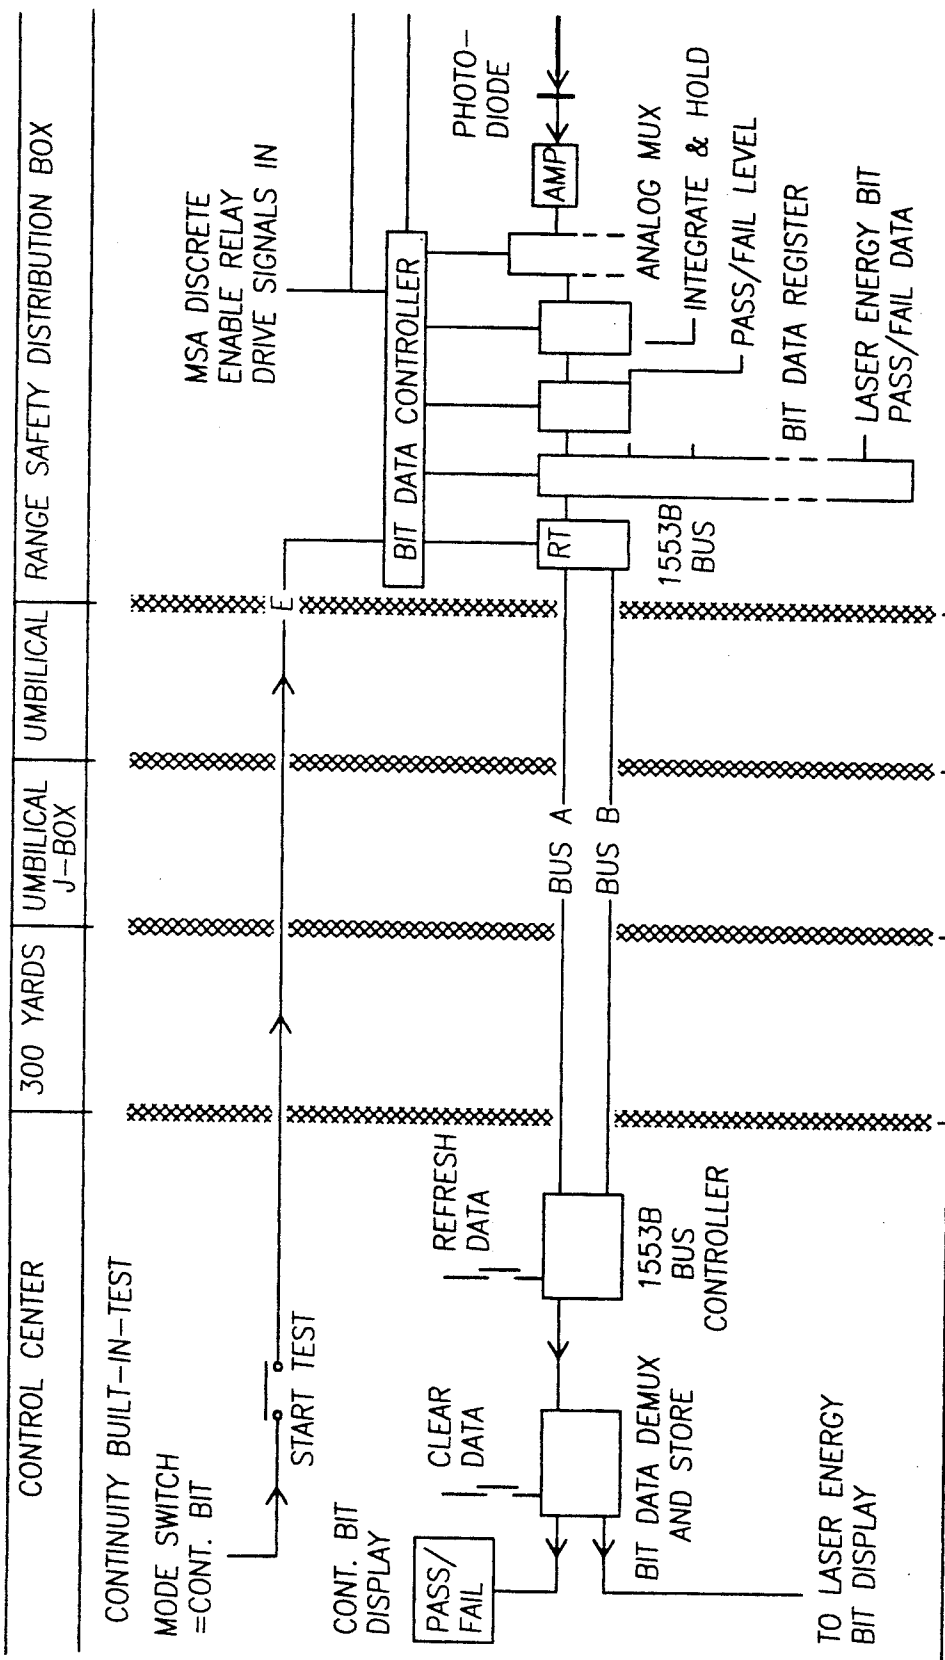 CONTROL CENTER
300 YARDS
UMBILICAL
J-BOX
UMBILICAL
RANGE SAFETY DISTRIBUTION BOX
CONTINUITY BUILT-IN-TEST
MODE SWITCH
=CONT. BIT
START TEST
E
MSA DISCRETE
ENABLE RELAY
DRIVE SIGNALS IN
BIT DATA CONTROLLER
CONT. BIT
DISPLAY
PASS/
FAIL
CLEAR
DATA
REFRESH
DATA
BUS A
BUS B
RT
AMP
PHOTO-
DIODE
BIT DATA DEMUX
AND STORE
1553B
BUS
CONTROLLER
1553B
BUS
ANALOG MUX
INTEGRATE & HOLD
PASS/FAIL LEVEL
BIT DATA REGISTER
LASER ENERGY BIT
PASS/FAIL DATA
TO LASER ENERGY
BIT DISPLAY